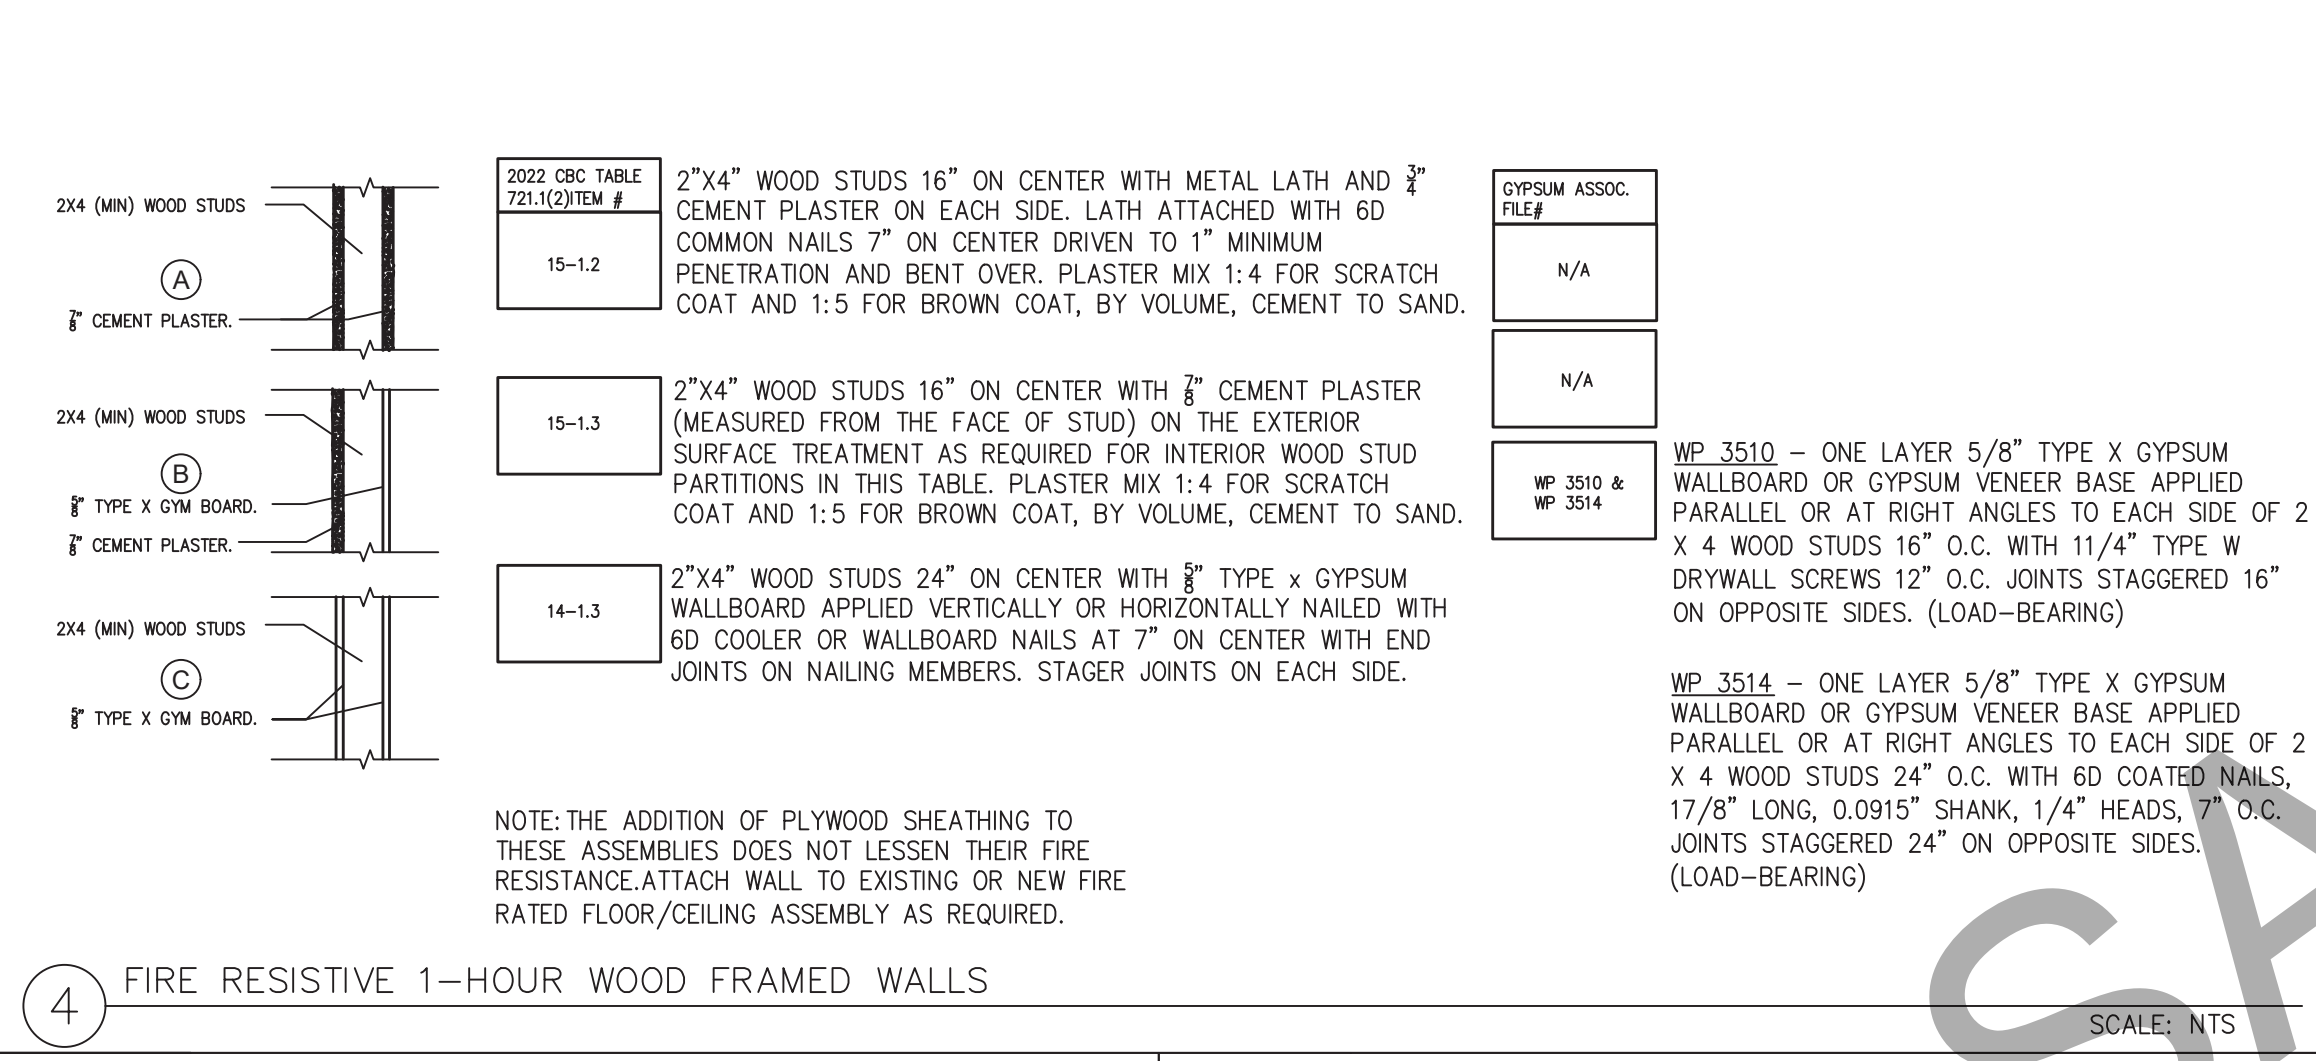 2X4 (MIN) WOOD STUDS
A
7/8" CEMENT PLASTER.
2022 CBC TABLE
721.1(2)ITEM #
15-1.2
2"X4" WOOD STUDS 16" ON CENTER WITH METAL LATH AND 3/4"
CEMENT PLASTER ON EACH SIDE. LATH ATTACHED WITH 6D
COMMON NAILS 7" ON CENTER DRIVEN TO 1" MINIMUM
PENETRATION AND BENT OVER. PLASTER MIX 1:4 FOR SCRATCH
COAT AND 1:5 FOR BROWN COAT, BY VOLUME, CEMENT TO SAND.
GYPSUM ASSOC.
FILE#
N/A
2X4 (MIN) WOOD STUDS
B
5/8" TYPE X GYM BOARD.
7/8" CEMENT PLASTER.
15-1.3
2"X4" WOOD STUDS 16" ON CENTER WITH 7/8" CEMENT PLASTER
(MEASURED FROM THE FACE OF STUD) ON THE EXTERIOR
SURFACE TREATMENT AS REQUIRED FOR INTERIOR WOOD STUD
PARTITIONS IN THIS TABLE. PLASTER MIX 1:4 FOR SCRATCH
COAT AND 1:5 FOR BROWN COAT, BY VOLUME, CEMENT TO SAND.
N/A
2X4 (MIN) WOOD STUDS
C
5/8" TYPE X GYM BOARD.
14-1.3
2"X4" WOOD STUDS 24" ON CENTER WITH 5/8" TYPE x GYPSUM
WALLBOARD APPLIED VERTICALLY OR HORIZONTALLY NAILED WITH
6D COOLER OR WALLBOARD NAILS AT 7" ON CENTER WITH END
JOINTS ON NAILING MEMBERS. STAGER JOINTS ON EACH SIDE.
WP 3510 &
WP 3514
WP 3510 - ONE LAYER 5/8" TYPE X GYPSUM
WALLBOARD OR GYPSUM VENEER BASE APPLIED
PARALLEL OR AT RIGHT ANGLES TO EACH SIDE OF 2
X 4 WOOD STUDS 16" O.C. WITH 11/4" TYPE W
DRYWALL SCREWS 12" O.C. JOINTS STAGGERED 16"
ON OPPOSITE SIDES. (LOAD-BEARING)
WP 3514 - ONE LAYER 5/8" TYPE X GYPSUM
WALLBOARD OR GYPSUM VENEER BASE APPLIED
PARALLEL OR AT RIGHT ANGLES TO EACH SIDE OF 2
X 4 WOOD STUDS 24" O.C. WITH 6D COATED NAILS,
17/8" LONG, 0.0915" SHANK, 1/4" HEADS, 7" O.C.
JOINTS STAGGERED 24" ON OPPOSITE SIDES.
(LOAD-BEARING)
NOTE: THE ADDITION OF PLYWOOD SHEATHING TO
THESE ASSEMBLIES DOES NOT LESSEN THEIR FIRE
RESISTANCE.ATTACH WALL TO EXISTING OR NEW FIRE
RATED FLOOR/CEILING ASSEMBLY AS REQUIRED.
4 FIRE RESISTIVE 1-HOUR WOOD FRAMED WALLS
SCALE: NTS
SA